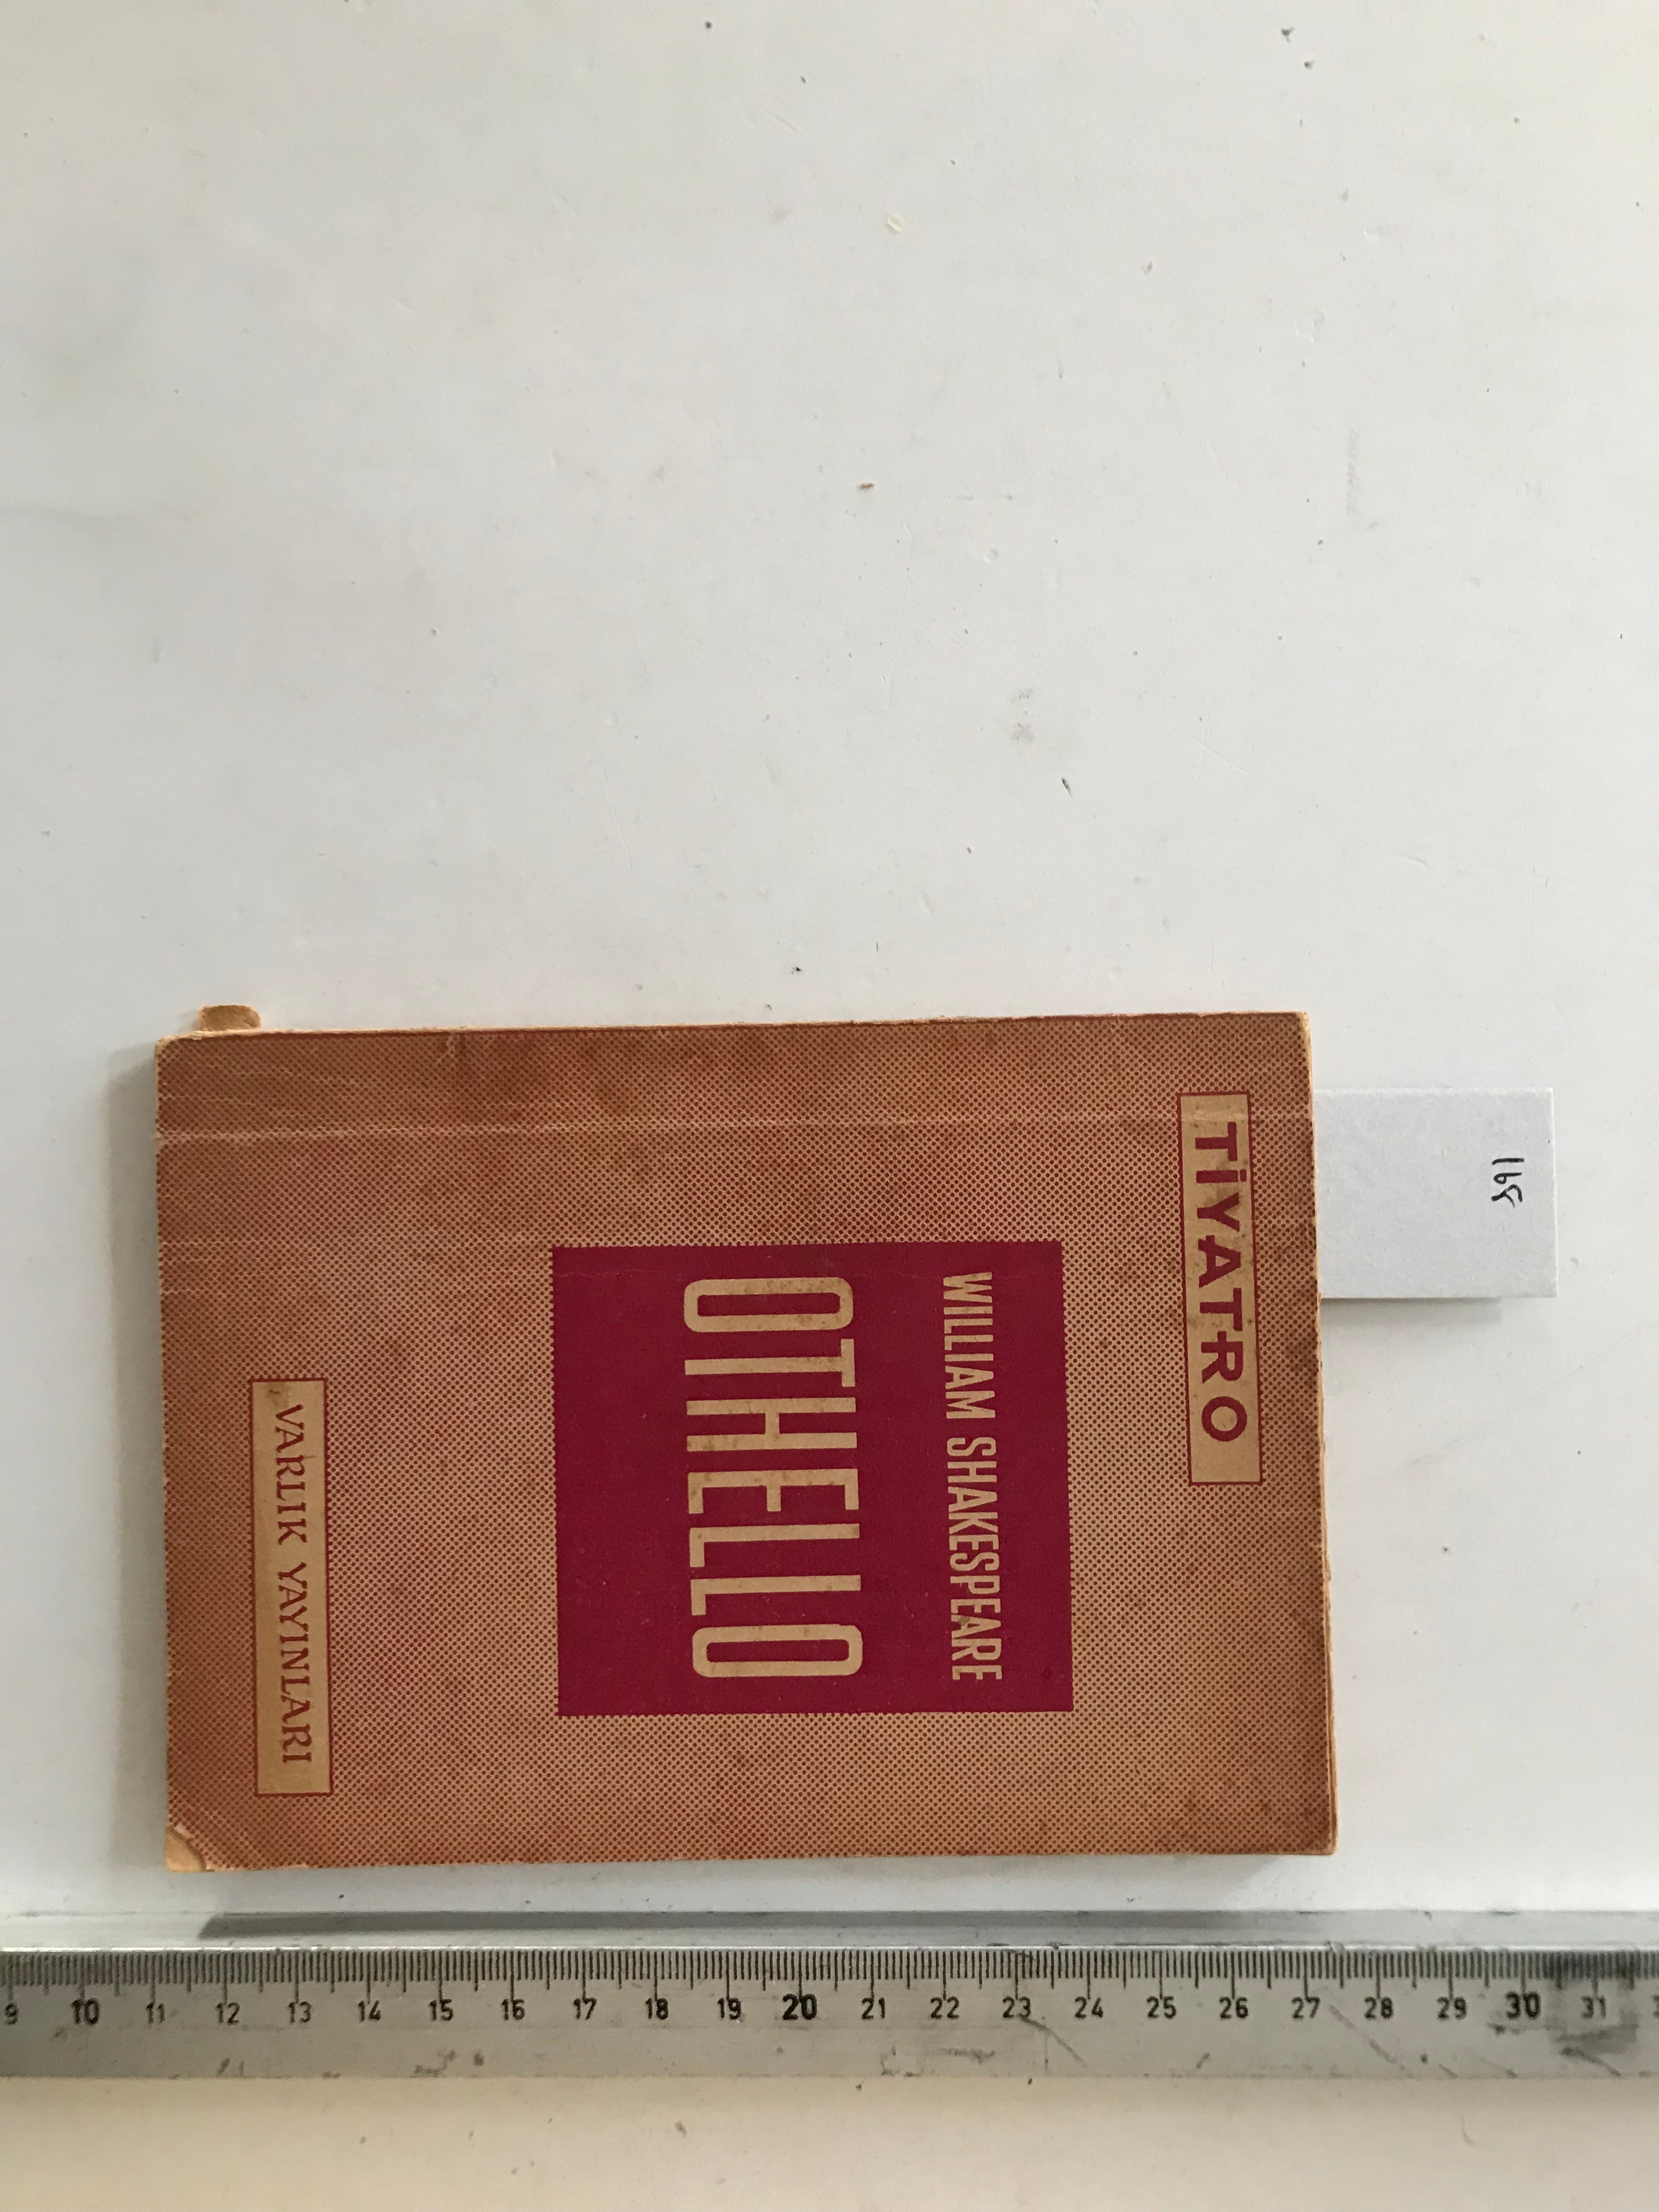 165
TİYATRO
WILLIAM SHAKESPEARE
OTHELLO
VARLIK YAYINLARI
9 10 11 12 13 14 15 16 17 18 19 20 21 22 23 24 25 26 27 28 29 30 31